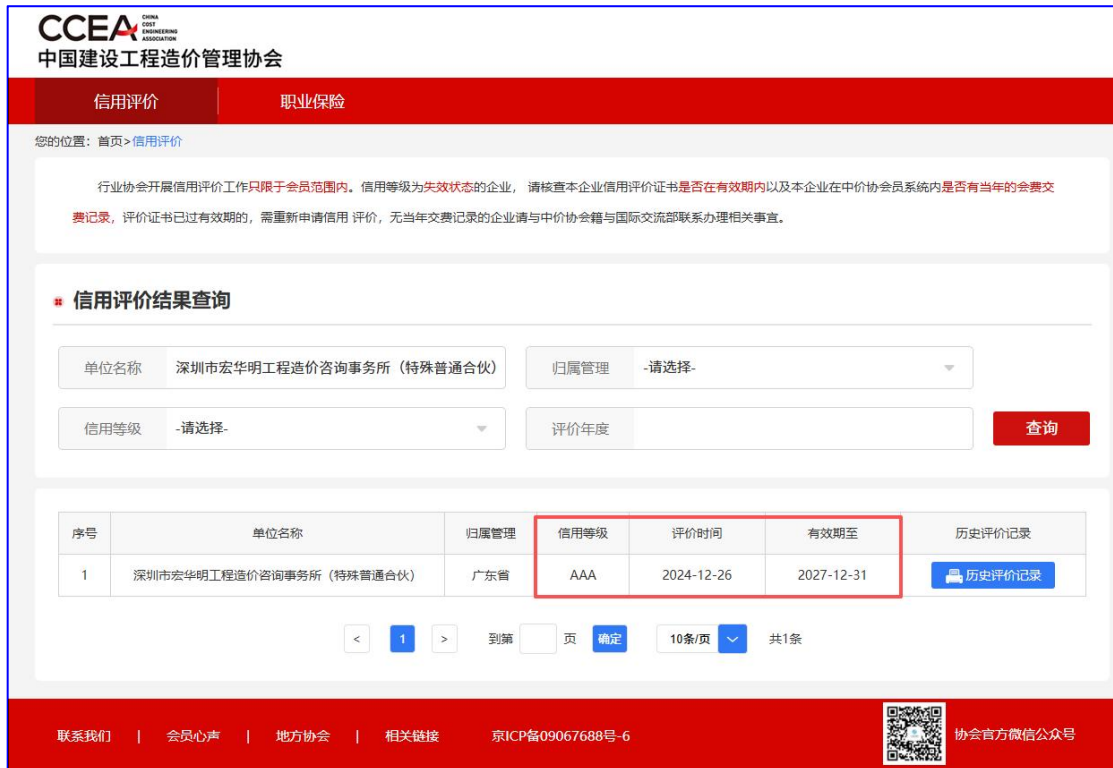 CCEA CHINA COST ENGINEERING ASSOCIATION
中国建设工程造价管理协会
信用评价 职业保险
您的位置：首页>信用评价
行业协会开展信用评价工作只限于会员范围内。信用等级为失效状态的企业， 请核查本企业信用评价证书是否在有效期内以及本企业在中价协会员系统内是否有当年的会费交
费记录，评价证书已过有效期的，需重新申请信用 评价，无当年交费记录的企业请与中价协会籍与国际交流部联系办理相关事宜。
信用评价结果查询
单位名称 深圳市宏华明工程造价咨询事务所（特殊普通合伙） 归属管理 -请选择-
信用等级 -请选择- 评价年度 查询
序号 单位名称 归属管理 信用等级 评价时间 有效期至 历史评价记录
1 深圳市宏华明工程造价咨询事务所（特殊普通合伙） 广东省 AAA 2024-12-26 2027-12-31 历史评价记录
< 1 > 到第 页 确定 10条/页 共1条
联系我们 | 会员心声 | 地方协会 | 相关链接 京ICP备09067688号-6 协会官方微信公众号